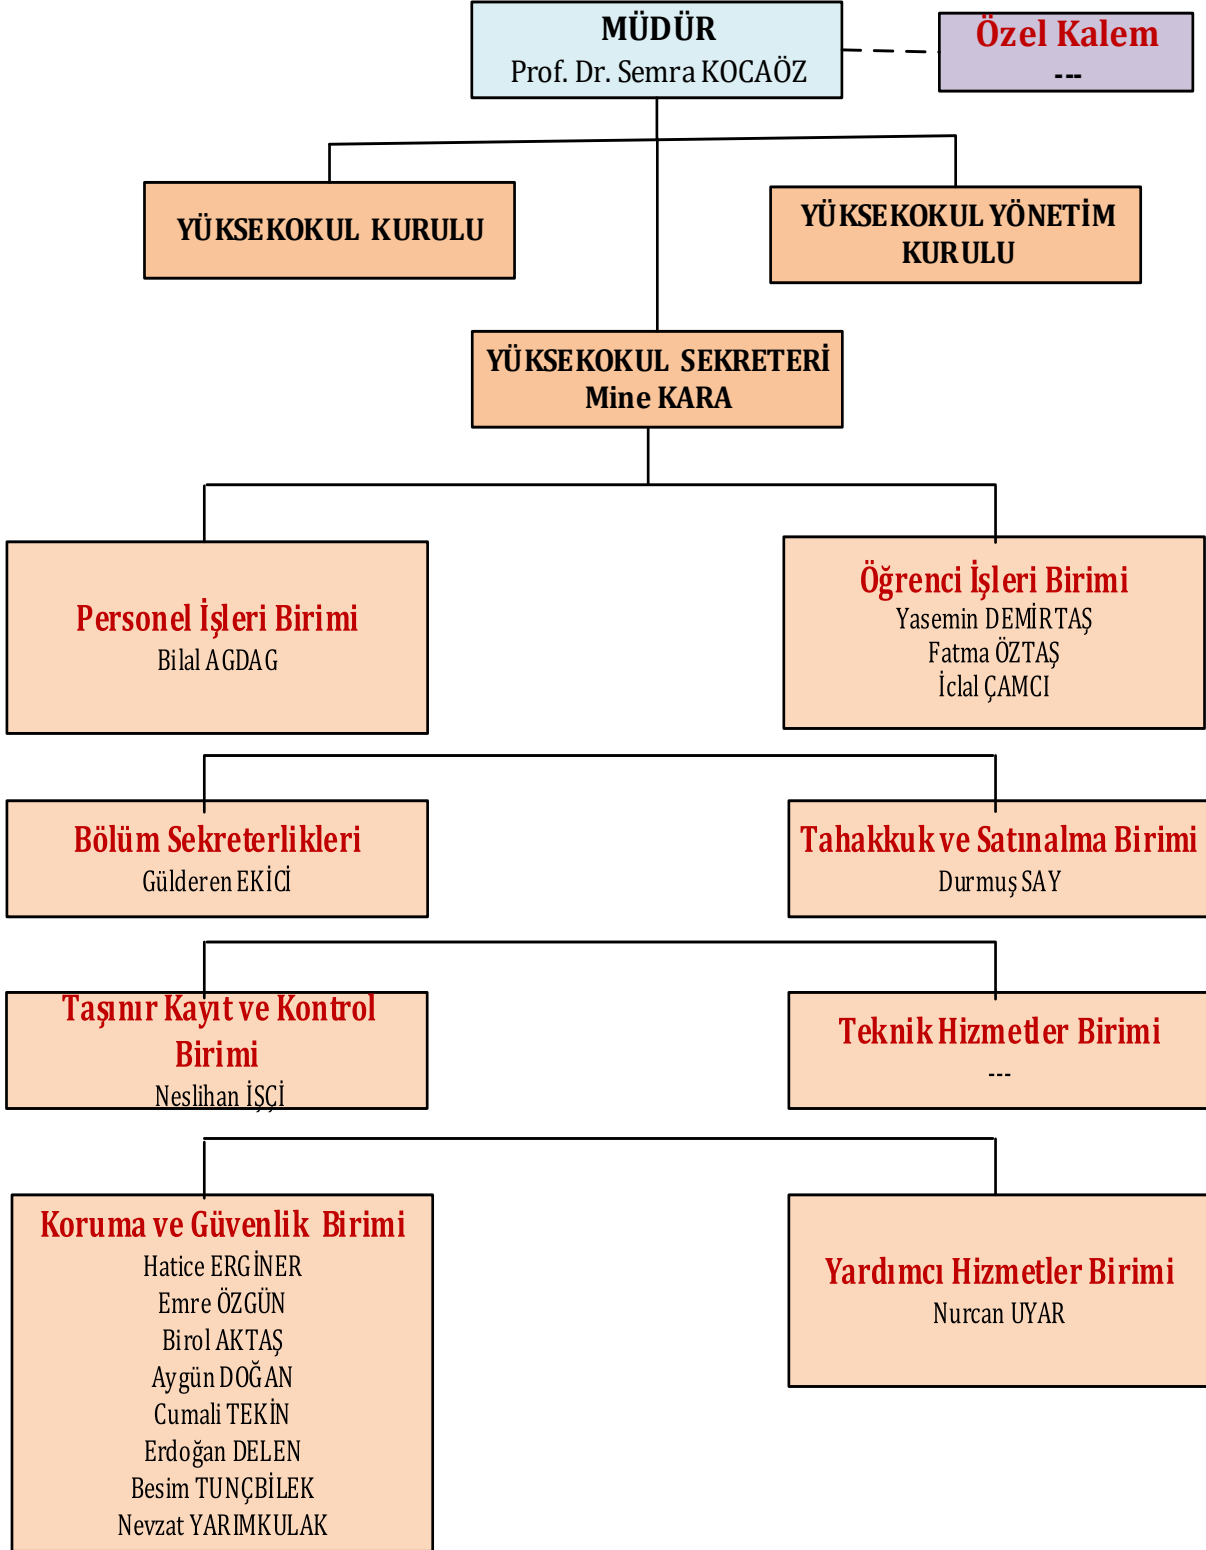 MÜDÜR
Prof. Dr. Semra KOCAÖZ
Özel Kalem
---
YÜKSEKOKUL KURULU
YÜKSEKOKUL YÖNETİM
KURULU
YÜKSEKOKUL SEKRETERİ
Mine KARA
Personel İşleri Birimi
Bilal AGDAG
Öğrenci İşleri Birimi
Yasemin DEMİRTAŞ
Fatma ÖZTAŞ
İclal ÇAMCI
Bölüm Sekreterlikleri
Gülderen EKİCİ
Tahakkuk ve Satınalma Birimi
Durmuş SAY
Taşınır Kayıt ve Kontrol
Birimi
Neslihan İŞÇİ
Teknik Hizmetler Birimi
---
Koruma ve Güvenlik Birimi
Hatice ERGİNER
Emre ÖZGÜN
Birol AKTAŞ
Aygün DOĞAN
Cumali TEKİN
Erdoğan DELEN
Besim TUNÇBİLEK
Nevzat YARIMKULAK
Yardımcı Hizmetler Birimi
Nurcan UYAR